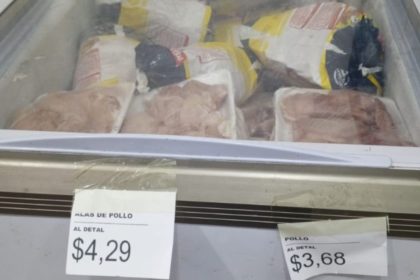 ALAS DE POLLO
AL DETAL
$4,29
POLLO
AL DETAL
$3,68